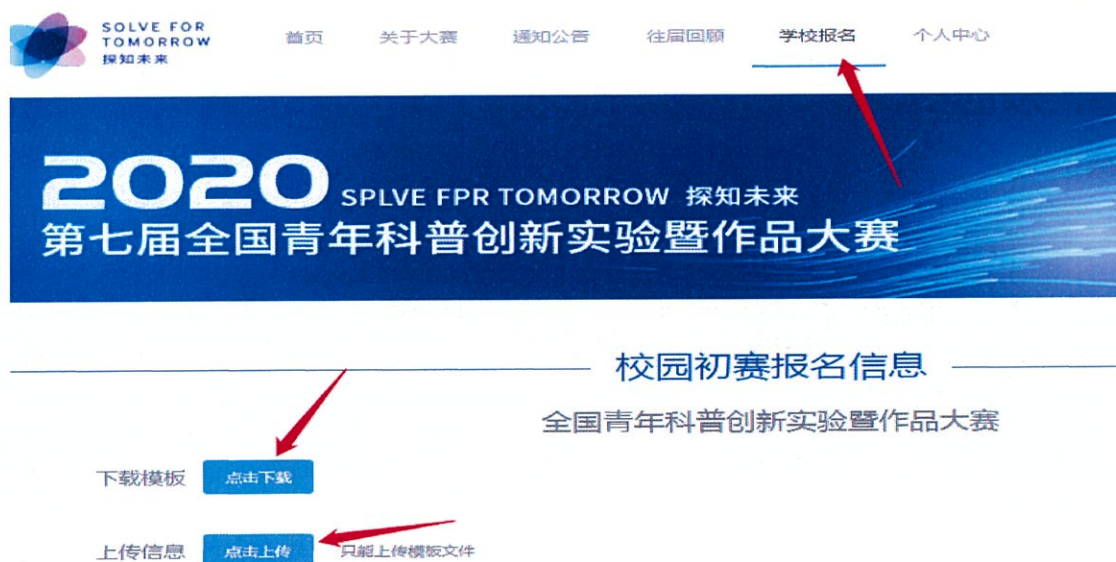 SOLVE FOR
TOMORROW
探知未来
首页 关于大赛 通知公告 往届回顾 学校报名 个人中心
2020 SPLVE FPR TOMORROW 探知未来
第七届全国青年科普创新实验暨作品大赛
校园初赛报名信息
全国青年科普创新实验暨作品大赛
下载模板 点击下载
上传信息 点击上传 只能上传模板文件